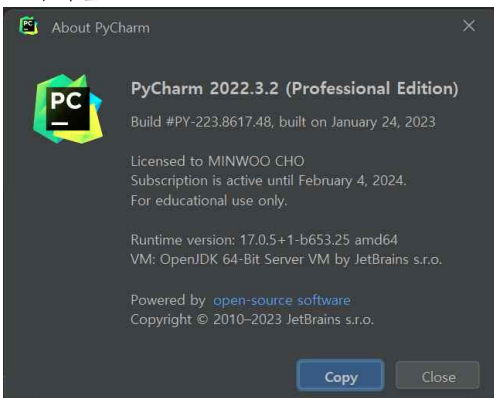 About PyCharm
PC
PyCharm 2022.3.2 (Professional Edition)
Build #PY-223.8617.48, built on January 24, 2023
Licensed to MINWOO CHO
Subscription is active until February 4, 2024.
For educational use only.
Runtime version: 17.0.5+1-b653.25 amd64
VM: OpenJDK 64-Bit Server VM by JetBrains s.r.o.
Powered by open-source software
Copyright © 2010–2023 JetBrains s.r.o.
Copy Close